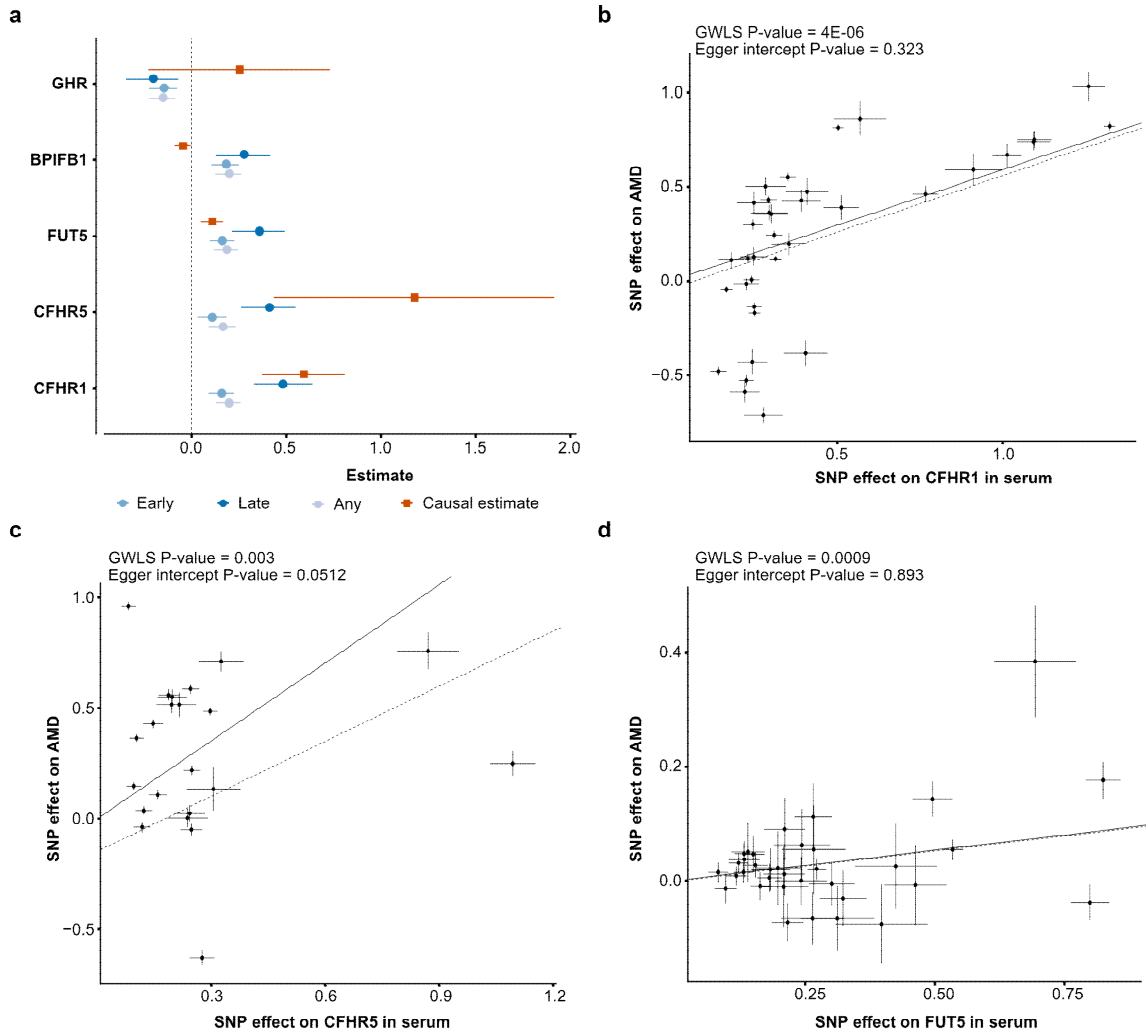 a
GHR
BPIFB1
FUT5
CFHR5
CFHR1
0.0 0.5 1.0 1.5 2.0
Estimate
Early Late Any Causal estimate
b
GWLS P-value = 4E-06
Egger intercept P-value = 0.323
SNP effect on AMD
1.0
0.5
0.0
−0.5
0.5 1.0
SNP effect on CFHR1 in serum
c
GWLS P-value = 0.003
Egger intercept P-value = 0.0512
SNP effect on AMD
1.0
0.5
0.0
−0.5
0.3 0.6 0.9 1.2
SNP effect on CFHR5 in serum
d
GWLS P-value = 0.0009
Egger intercept P-value = 0.893
SNP effect on AMD
0.4
0.2
0.0
0.25 0.50 0.75
SNP effect on FUT5 in serum